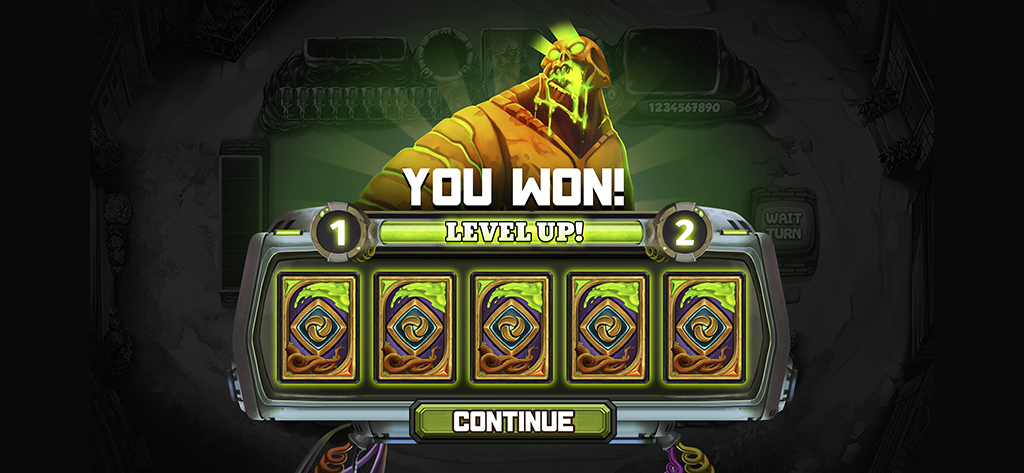 1234567890
YOU WON!
1
LEVEL UP!
2
WAIT
TURN
CONTINUE